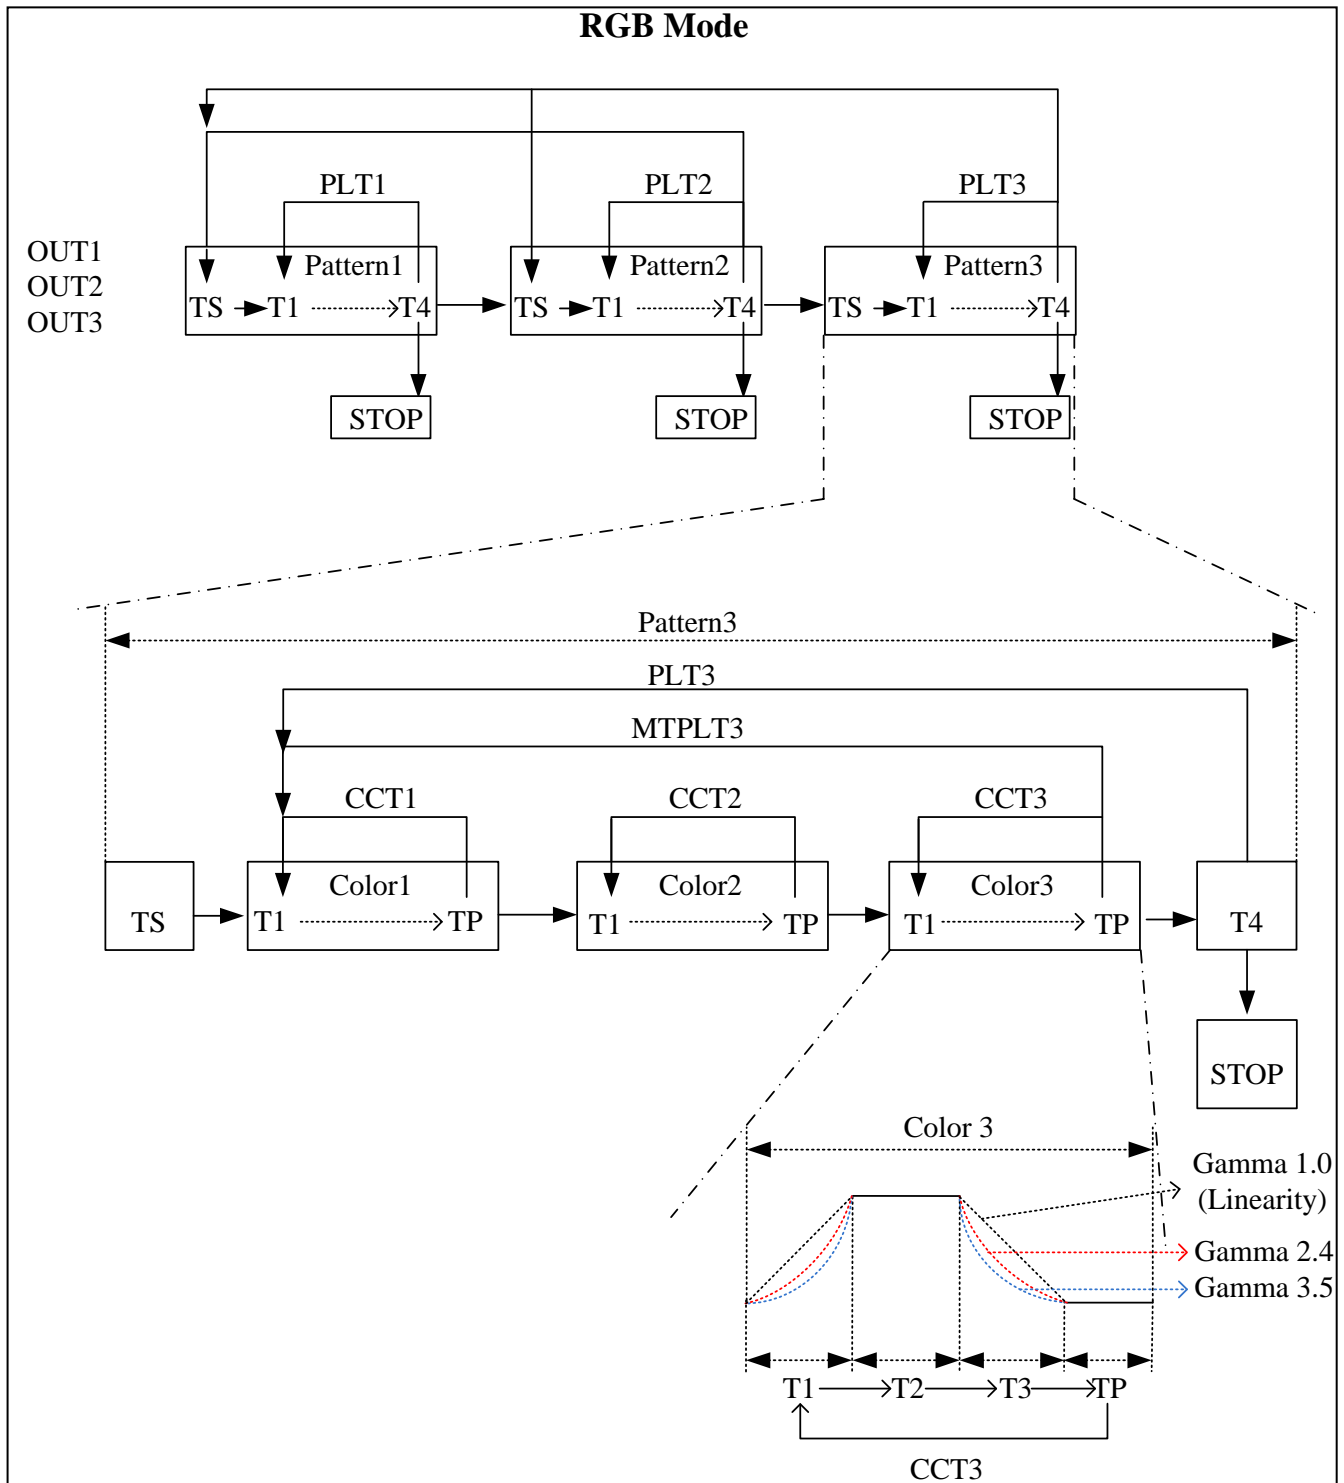 RGB Mode
PLT1 PLT2 PLT3
OUT1
OUT2
OUT3
Pattern1 Pattern2 Pattern3
TS T1 T4 TS T1 T4 TS T1 T4
STOP STOP STOP
Pattern3
PLT3
MTPLT3
CCT1 CCT2 CCT3
Color1 Color2 Color3
TS T1 TP T1 TP T1 TP T4
STOP
Color 3
Gamma 1.0
(Linearity)
Gamma 2.4
Gamma 3.5
T1 T2 T3 TP
CCT3